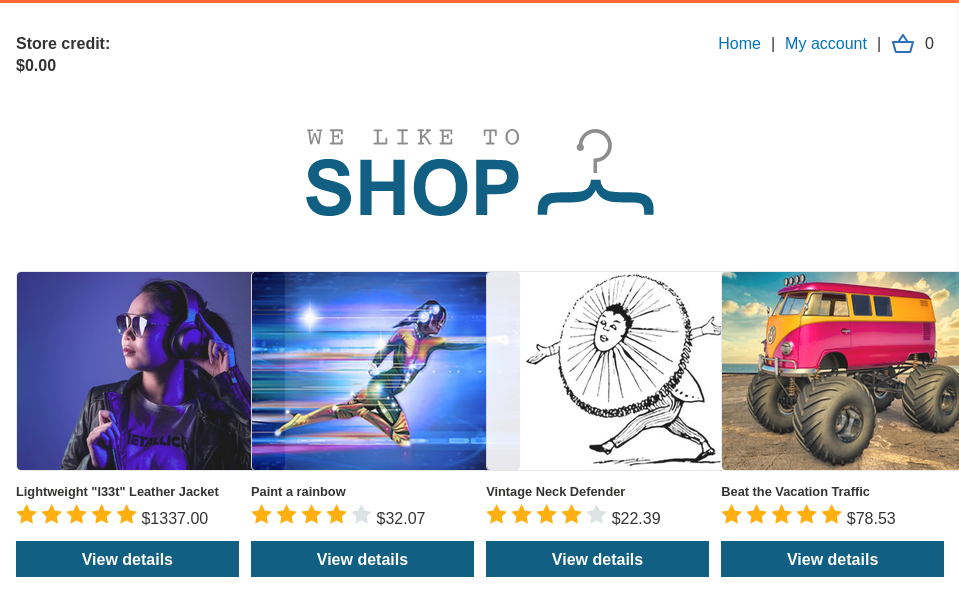 Store credit:
$0.00
Home | My account | 0
WE LIKE TO
SHOP
METALLICA
Lightweight "l33t" Leather Jacket
$1337.00
View details
Paint a rainbow
$32.07
View details
Vintage Neck Defender
$22.39
View details
Beat the Vacation Traffic
$78.53
View details